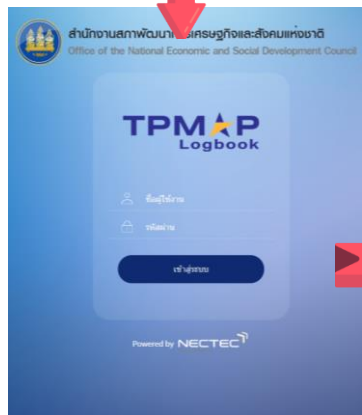 สำนักงานสภาพัฒนาการเศรษฐกิจและสังคมแห่งชาติ
Office of the National Economic and Social Development Council
TPMAP
Logbook
ชื่อผู้ใช้งาน
รหัสผ่าน
เข้าสู่ระบบ
Powered by NECTEC